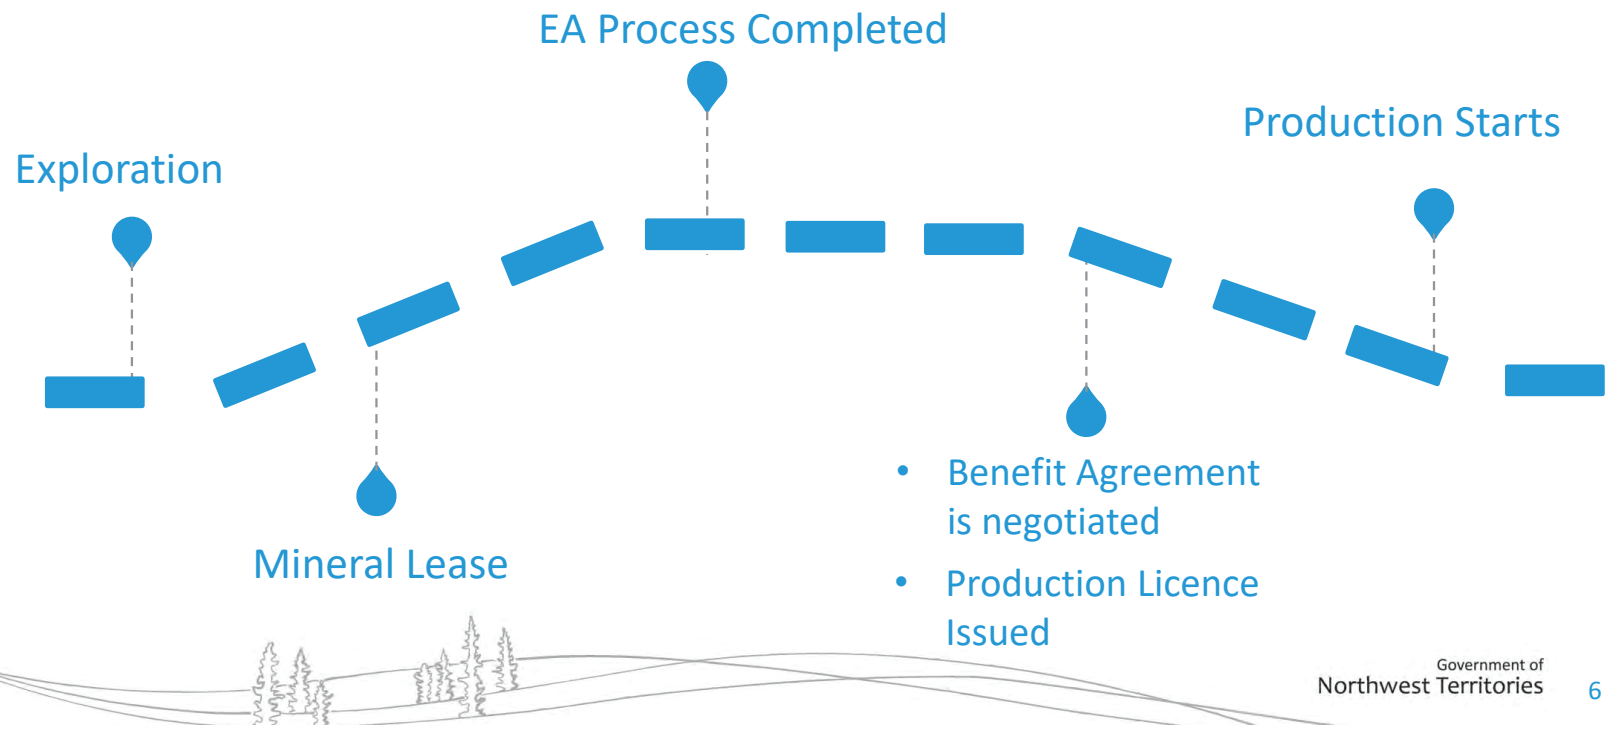 EA Process Completed
Production Starts
Exploration
• Benefit Agreement
is negotiated
Mineral Lease
• Production Licence
Issued
Government of
Northwest Territories
6